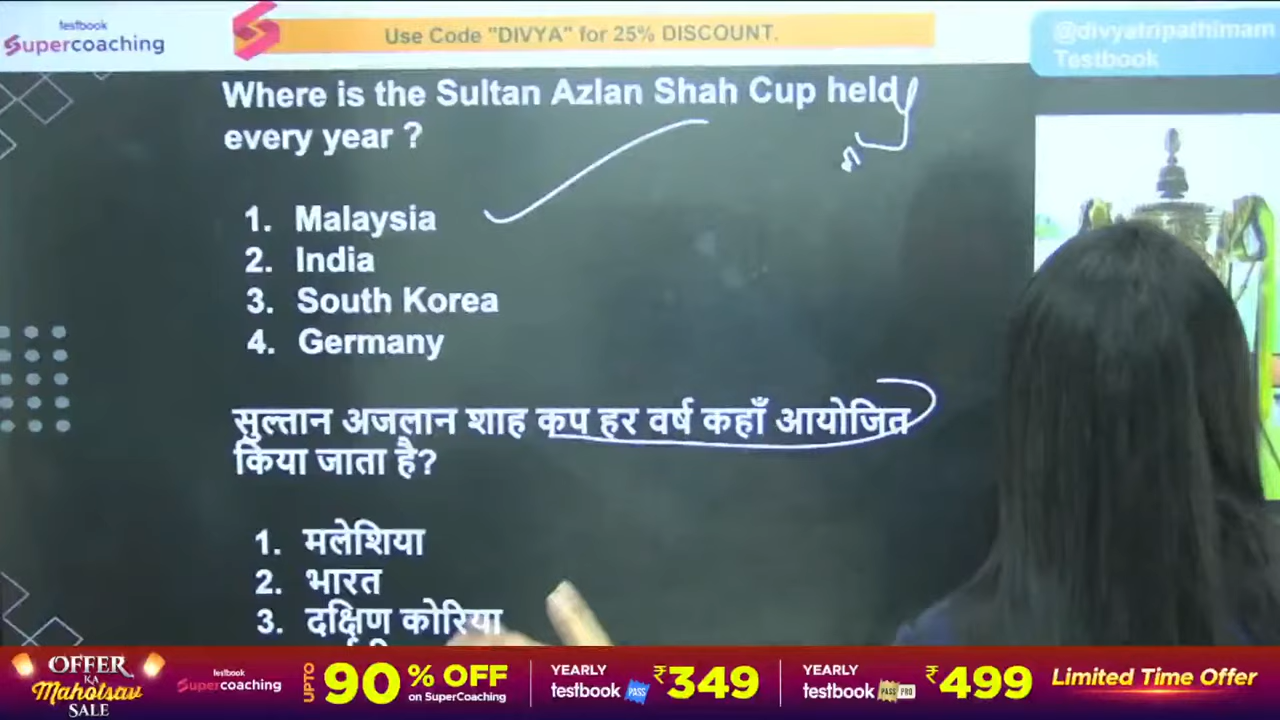 testbook
Supercoaching
Use Code "DIVYA" for 25% DISCOUNT.
@divyatripathimam
Testbook
Where is the Sultan Azlan Shah Cup held
every year ?
1. Malaysia
2. India
3. South Korea
4. Germany
सुल्तान अजलान शाह कप हर वर्ष कहाँ आयोजित
किया जाता है?
1. मलेशिया
2. भारत
3. दक्षिण कोरिया
OFFER
KA
Maholsav
SALE
testbook
Supercoaching
UPTO
90% OFF
on SuperCoaching
YEARLY
testbook PASS
₹349
YEARLY
testbook PASS PRO
₹499
Limited Time Offer